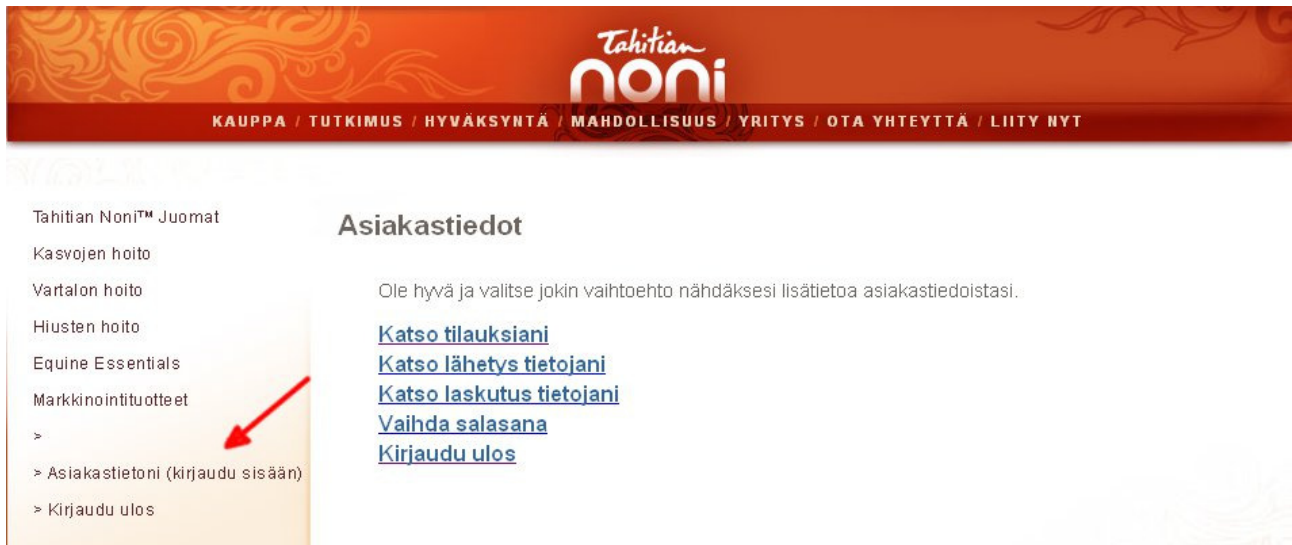 Tahitian
noni
KAUPPA / TUTKIMUS / HYVÄKSYNTÄ / MAHDOLLISUUS / YRITYS / OTA YHTEYTTÄ / LIITY NYT
Tahitian Noni™ Juomat
Kasvojen hoito
Vartalon hoito
Hiusten hoito
Equine Essentials
Markkinointituotteet
>
> Asiakastietoni (kirjaudu sisään)
> Kirjaudu ulos
Asiakastiedot
Ole hyvä ja valitse jokin vaihtoehto nähdäksesi lisätietoa asiakastiedoistasi.
Katso tilauksiani
Katso lähetys tietojani
Katso laskutus tietojani
Vaihda salasana
Kirjaudu ulos